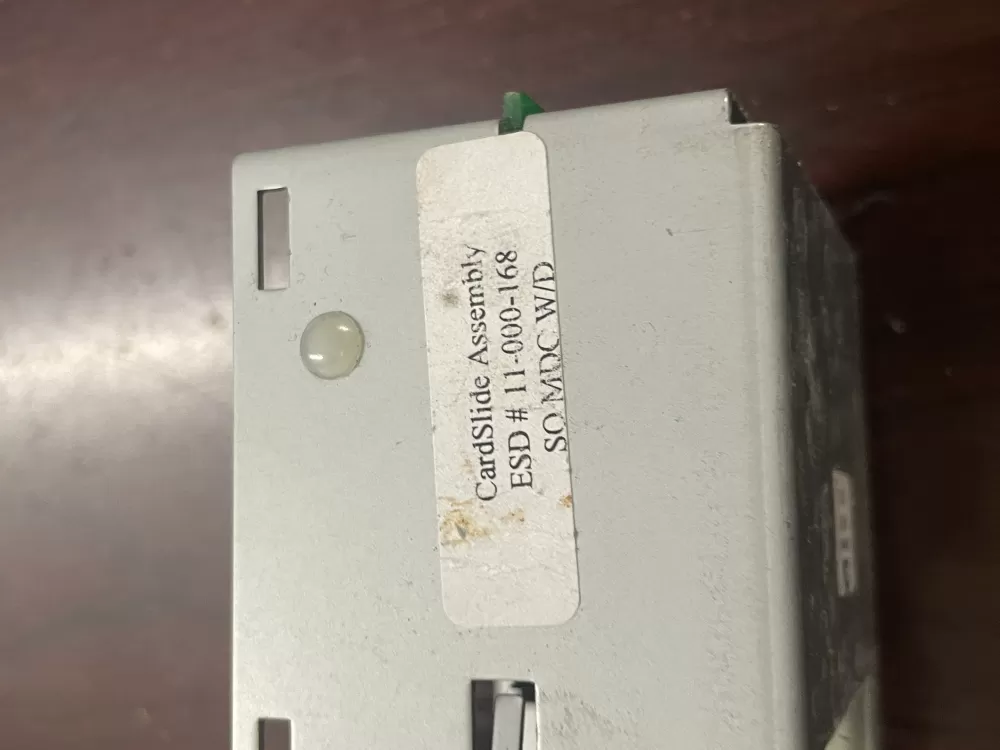 CardSlide Assembly
ESD # 11-000-168
SQ MDC W/D